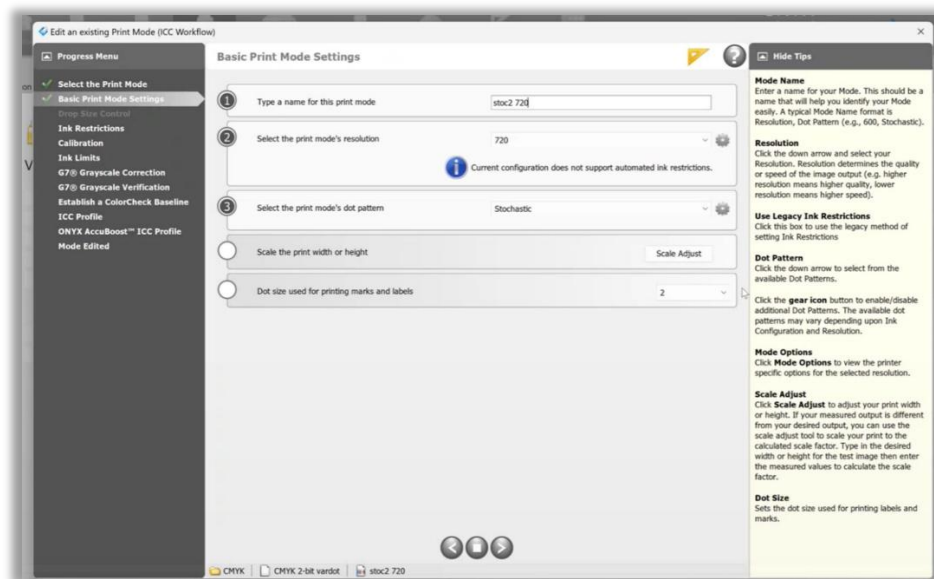 Edit an existing Print Mode (ICC Workflow)
Progress Menu
Select the Print Mode
Basic Print Mode Settings
Drop Size Control
Ink Restrictions
Calibration
Ink Limits
G7® Grayscale Correction
G7® Grayscale Verification
Establish a ColorCheck Baseline
ICC Profile
ONYX AccuBoost™ ICC Profile
Mode Edited
Basic Print Mode Settings
?
1 Type a name for this print mode stoc2 720
2 Select the print mode's resolution 720
i Current configuration does not support automated ink restrictions.
3 Select the print mode's dot pattern Stochastic
Scale the print width or height Scale Adjust
Dot size used for printing marks and labels 2
CMYK CMYK 2-bit vardot stoc2 720
Hide Tips
Mode Name
Enter a name for your Mode. This should be a
name that will help you identify your Mode
easily. A typical Mode Name format is
Resolution, Dot Pattern (e.g., 600, Stochastic).
Resolution
Click the down arrow and select your
Resolution. Resolution determines the quality
or speed of the image output (e.g. higher
resolution means higher quality, lower
resolution means higher speed).
Use Legacy Ink Restrictions
Click this box to use the legacy method of
setting Ink Restrictions
Dot Pattern
Click the down arrow to select from the
available Dot Patterns.
Click the gear icon button to enable/disable
additional Dot Patterns. The available dot
patterns may vary depending upon Ink
Configuration and Resolution.
Mode Options
Click Mode Options to view the printer
specific options for the selected resolution.
Scale Adjust
Click Scale Adjust to adjust your print width
or height. If your measured output is different
from your desired output, you can use the
scale adjust tool to scale your print to the
calculated scale factor. Type in the desired
width or height for the test image then enter
the measured values to calculate the scale
factor.
Dot Size
Sets the dot size used for printing labels and
marks.